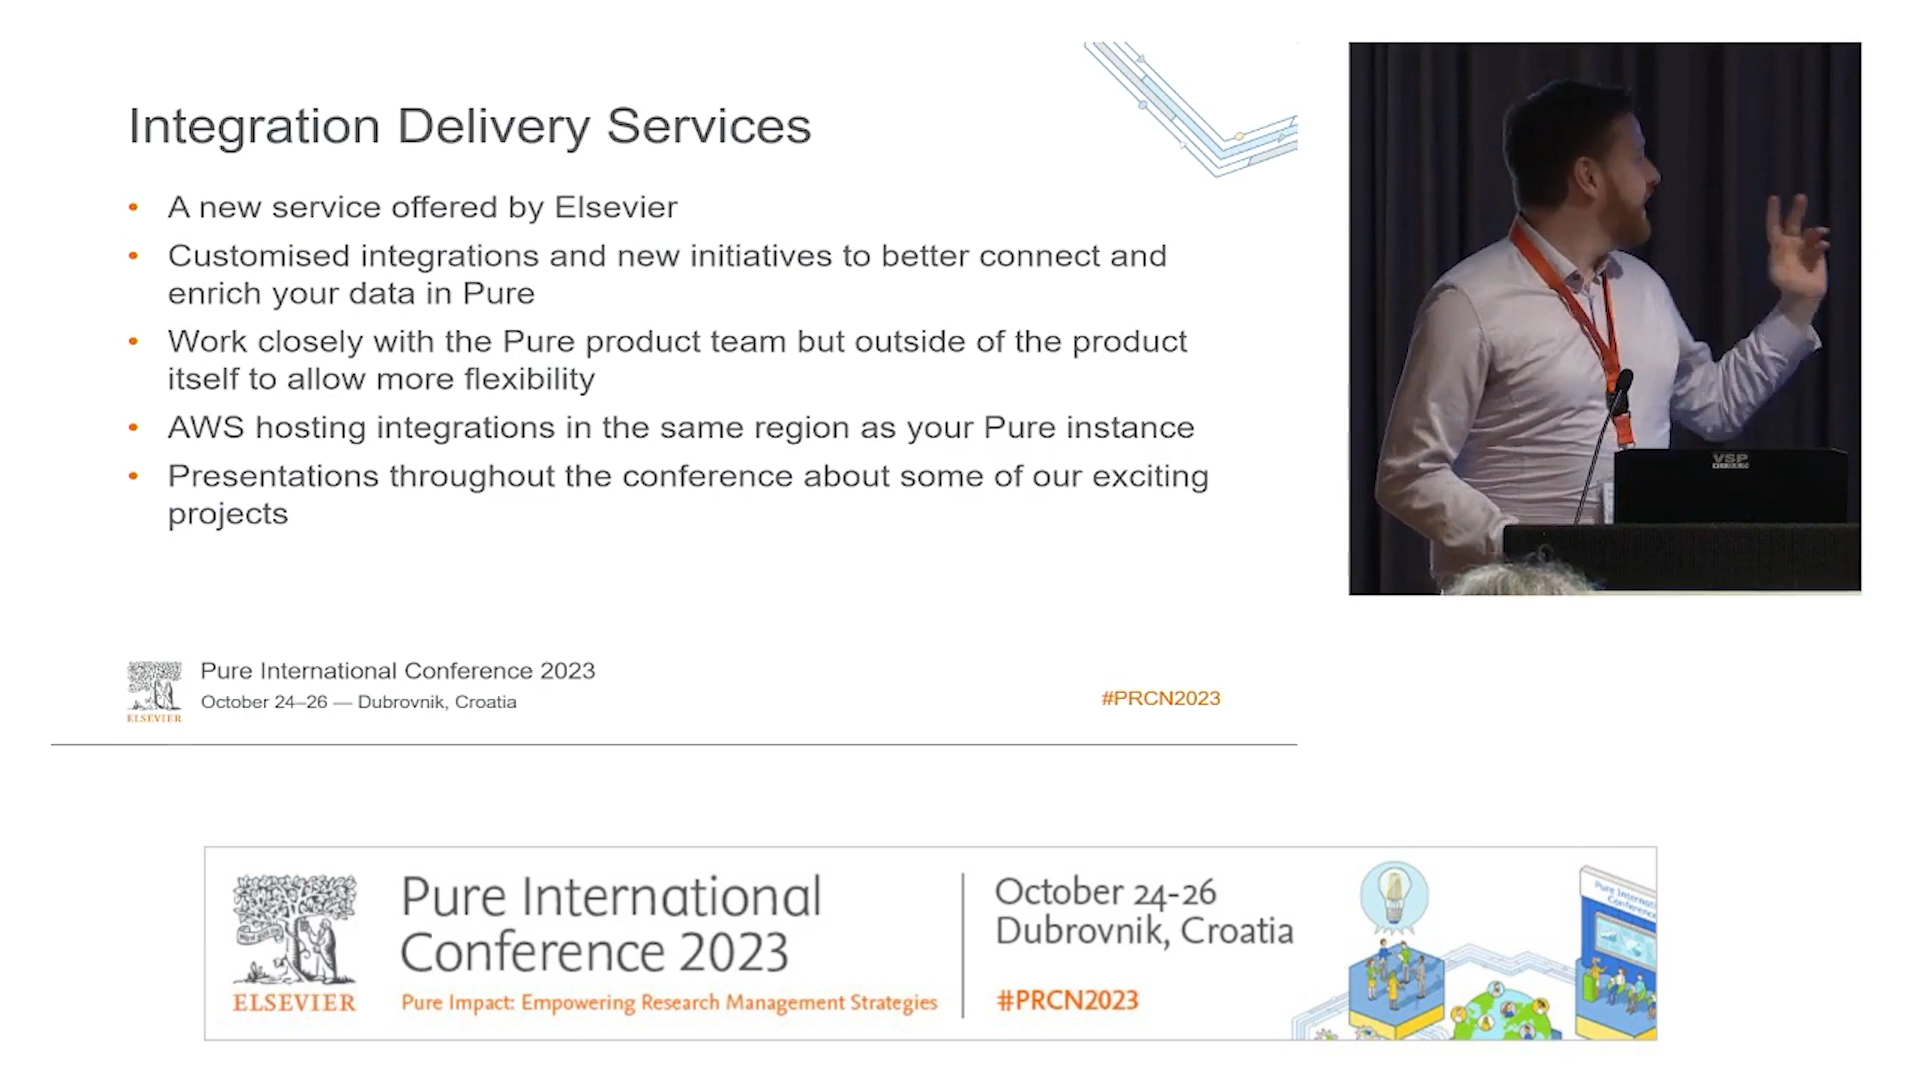 Integration Delivery Services
• A new service offered by Elsevier
• Customised integrations and new initiatives to better connect and
enrich your data in Pure
• Work closely with the Pure product team but outside of the product
itself to allow more flexibility
• AWS hosting integrations in the same region as your Pure instance
• Presentations throughout the conference about some of our exciting
projects
VSP
ELSEVIER
Pure International Conference 2023
October 24–26 — Dubrovnik, Croatia
#PRCN2023
ELSEVIER
Pure International
Conference 2023
Pure Impact: Empowering Research Management Strategies
October 24-26
Dubrovnik, Croatia
#PRCN2023
Pure Internat
Conference